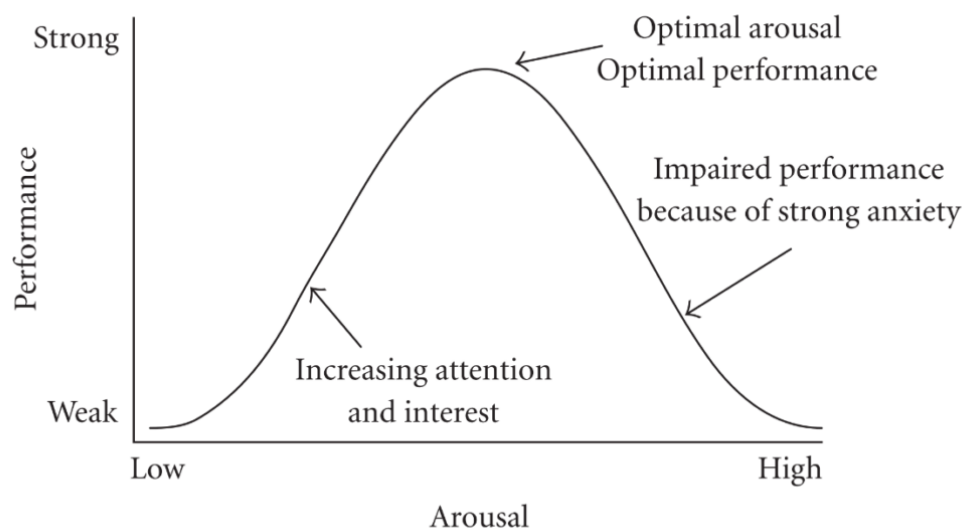 Strong
Optimal arousal
Optimal performance
Impaired performance
because of strong anxiety
Performance
Increasing attention
and interest
Weak
Low
High
Arousal